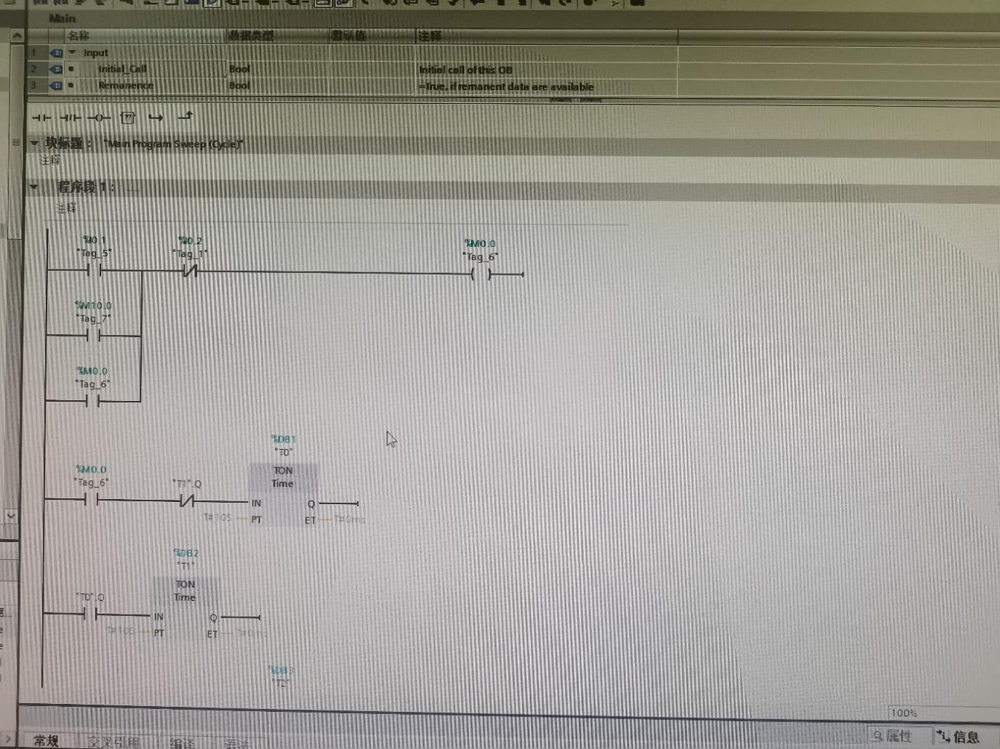 Main
名称 数据类型 默认值 注释
1 Input
2 Initial_Call Bool Initial call of this OB
3 Remanence Bool =True, if remanent data are available
??
块标题： "Main Program Sweep (Cycle)"
注释
程序段 1： ....
注释
%I0.1 %I0.2 %M0.0
"Tag_5" "Tag_1" "Tag_6"
%M10.0
"Tag_7"
%M0.0
"Tag_6"
%DB1
"T0"
%M0.0 TON
"Tag_6" "T1".Q Time
IN Q
T#10S PT ET T#0ms
%DB2
"T1"
TON
"T0".Q Time
IN Q
T#10S PT ET T#0ms
%DB3
"T2"
100%
常规 交叉引用 编译 语法 属性 信息